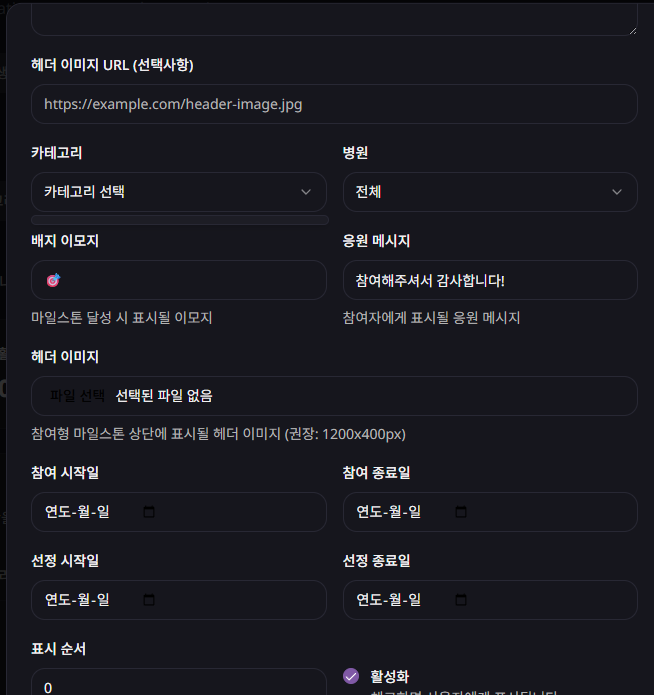 헤더 이미지 URL (선택사항)
https://example.com/header-image.jpg
카테고리 병원
카테고리 선택 전체
배지 이모지 응원 메시지
🎯 참여해주셔서 감사합니다!
마일스톤 달성 시 표시될 이모지 참여자에게 표시될 응원 메시지
헤더 이미지
파일 선택 선택된 파일 없음
참여형 마일스톤 상단에 표시될 헤더 이미지 (권장: 1200x400px)
참여 시작일 참여 종료일
연도-월-일 연도-월-일
선정 시작일 선정 종료일
연도-월-일 연도-월-일
표시 순서
0 활성화